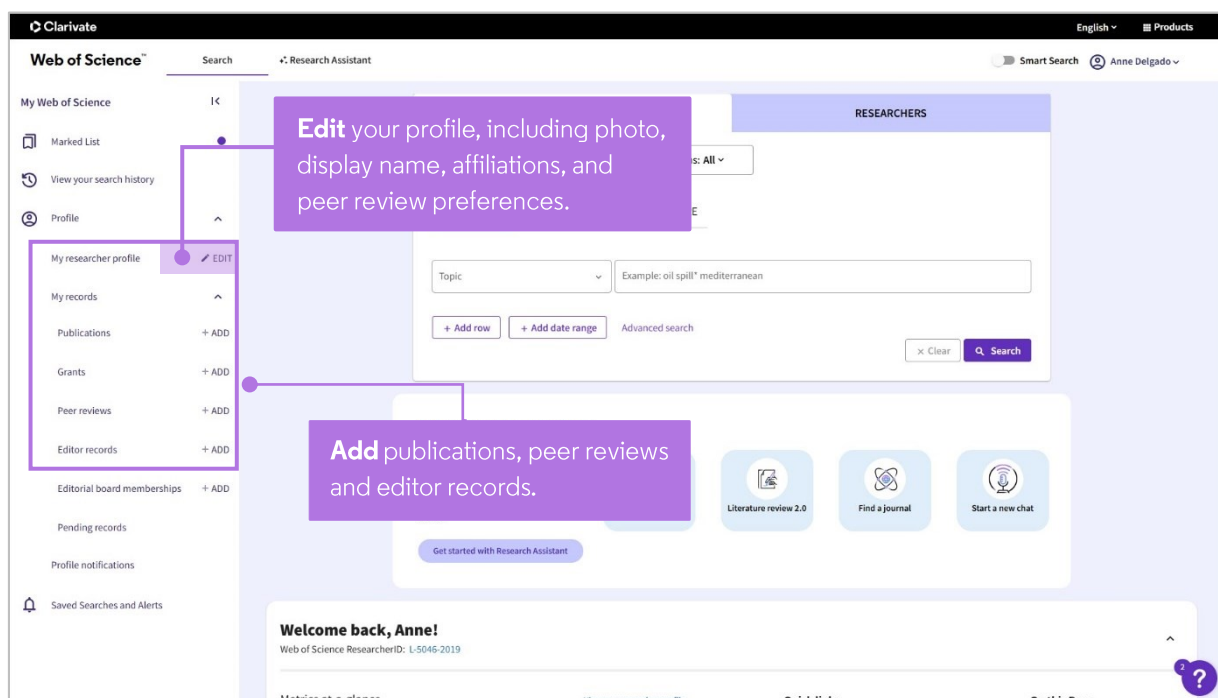 Clarivate
English
Products
Web of Science™
Search
Research Assistant
Smart Search
Anne Delgado
My Web of Science
Marked List
View your search history
Profile
My researcher profile
EDIT
My records
Publications
+ ADD
Grants
+ ADD
Peer reviews
+ ADD
Editor records
+ ADD
Editorial board memberships
+ ADD
Pending records
Profile notifications
Saved Searches and Alerts
Edit your profile, including photo,
display name, affiliations, and
peer review preferences.
RESEARCHERS
s: All
E
Topic
Example: oil spill* mediterranean
+ Add row
+ Add date range
Advanced search
× Clear
Search
Add publications, peer reviews
and editor records.
Literature review 2.0
Find a journal
Start a new chat
Get started with Research Assistant
Welcome back, Anne!
Web of Science ResearcherID: L-5046-2019
2
?